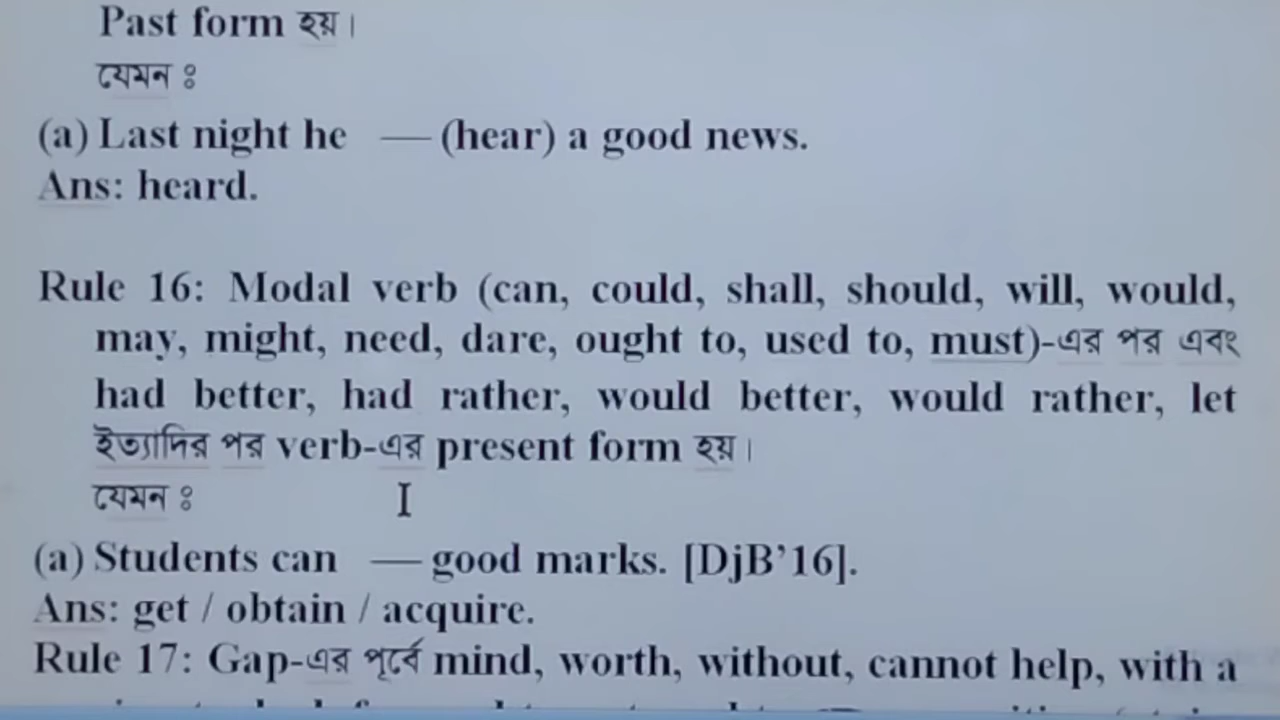 Past form হয়।
যেমন ঃ
(a) Last night he — (hear) a good news.
Ans: heard.
Rule 16: Modal verb (can, could, shall, should, will, would,
may, might, need, dare, ought to, used to, must)-এর পর এবং
had better, had rather, would better, would rather, let
ইত্যাদির পর verb-এর present form হয়।
যেমন ঃ
(a) Students can — good marks. [DjB’16].
Ans: get / obtain / acquire.
Rule 17: Gap-এর পূর্বে mind, worth, without, cannot help, with a